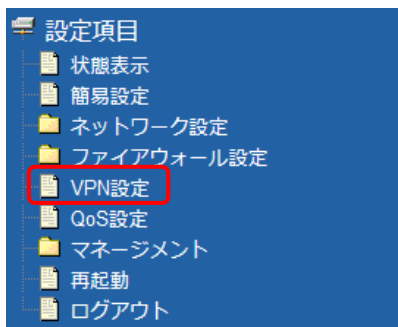 設定項目
状態表示
簡易設定
ネットワーク設定
ファイアウォール設定
VPN設定
QoS設定
マネージメント
再起動
ログアウト